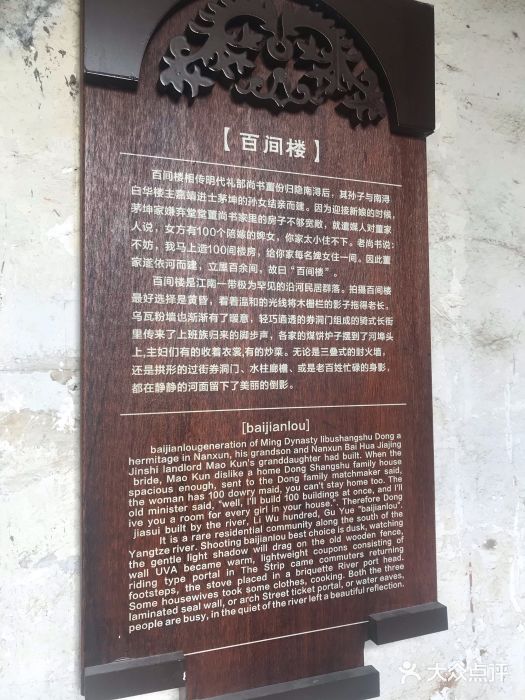 【百间楼】
百间楼相传明代礼部尚书董份归隐南浔后，其孙子与南浔
白华楼主嘉靖进士茅坤的孙女结亲而建。因为迎接新娘的时候，
茅坤家嫌弃堂堂董尚书家里的房子不够宽敞，就遣媒人对董家
人说，女方有100个陪嫁的婢女，你家太小住不下。老尚书说：
不妨，我马上造100间楼房，给你家每名婢女住一间。因此董
家遂依河而建，立屋百余间，故曰“百间楼”。
百间楼是江南一带极为罕见的沿河民居群落。拍摄百间楼
最好选择是黄昏，看着温和的光线将木栅栏的影子拖得老长，
乌瓦粉墙也渐渐有了暖意，轻巧通透的券洞门组成的骑式长街
里传来了上班族归来的脚步声，各家的煤饼炉子摆到了河埠头
上,主妇们有的收着衣裳,有的炒菜。无论是三叠式的封火墙，
还是拱形的过街券洞门、水柱廊檐、或是老百姓忙碌的身影，
都在静静的河面留下了美丽的倒影。
[baijianlou]
baijianlougeneration of Ming Dynasty libushangshu Dong a
hermitage in Nanxun, his grandson and Nanxun Bai Hua Jiajing
Jinshi landlord Mao Kun's granddaughter had built. When the
bride, Mao Kun dislike a home Dong Shangshu family house
spacious enough, sent to the Dong family matchmaker said,
the woman has 100 dowry maid, you can't stay home too. The
old minister said, "well, I'll build 100 buildings at once, and I'll
ive you a room for every girl in your house.". Therefore Dong
jiasui built by the river, Li Wu hundred, Gu Yue "baijianlou".
It is a rare residential community along the south of the
Yangtze river. Shooting baijianlou best choice is dusk, watching
the gentle light shadow will drag on the old wooden fence,
wall UVA became warm, lightweight coupons consisting of
riding type portal in The Strip came commuters returning
footsteps, the stove placed in a briquette River port head.
Some housewives took some clothes, cooking. Both the three
laminated seal wall, or arch Street ticket portal, or water eaves,
people are busy, in the quiet of the river left a beautiful reflection.
大众点评